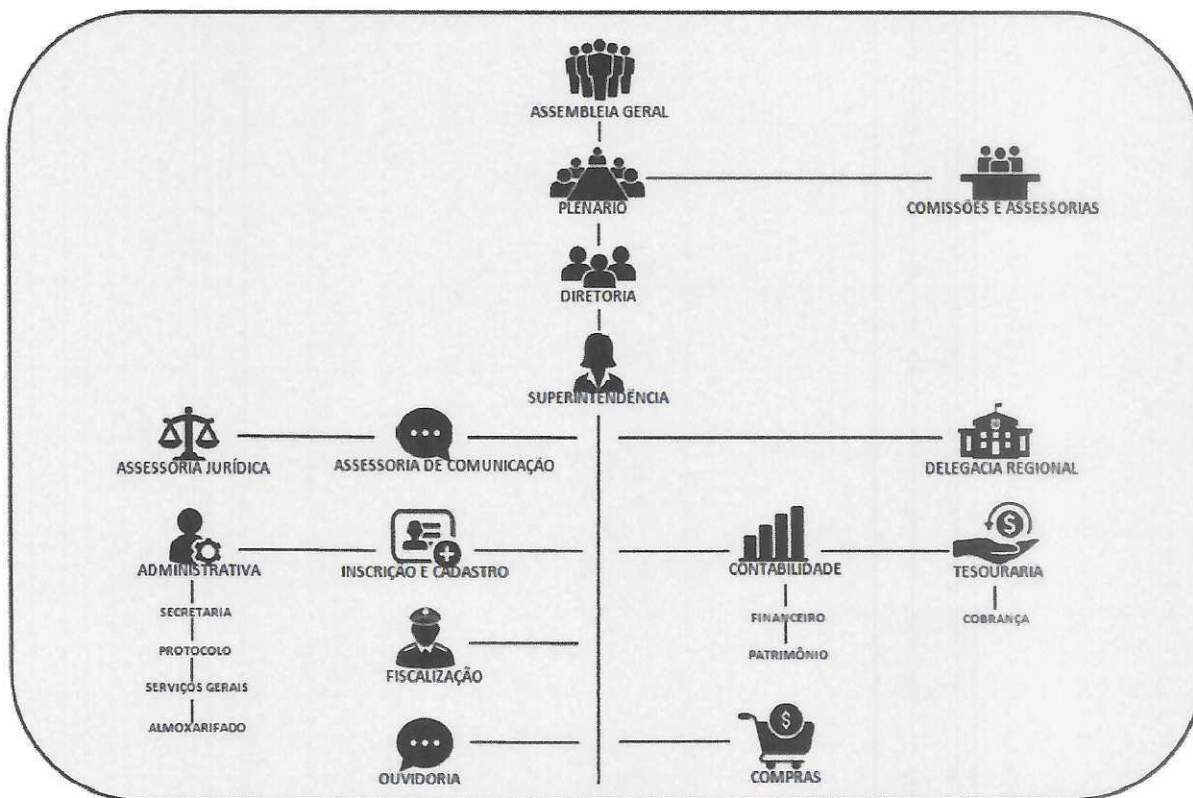 ASSEMBLEIA GERAL
PLENARIO
COMISSÕES E ASSESSORIAS
DIRETORIA
SUPERINTENDÊNCIA
ASSESSORIA JURÍDICA
ASSESSORIA DE COMUNICAÇÃO
DELEGACIA REGIONAL
ADMINISTRATIVA
INSCRIÇÃO E CADASTRO
CONTABILIDADE
$
TESOURARIA
SECRETARIA
FINANCEIRO
COBRANÇA
PROTOCOLO
PATRIMÔNIO
FISCALIZAÇÃO
SERVIÇOS GERAIS
ALMOXARIFADO
OUVIDORIA
$
COMPRAS